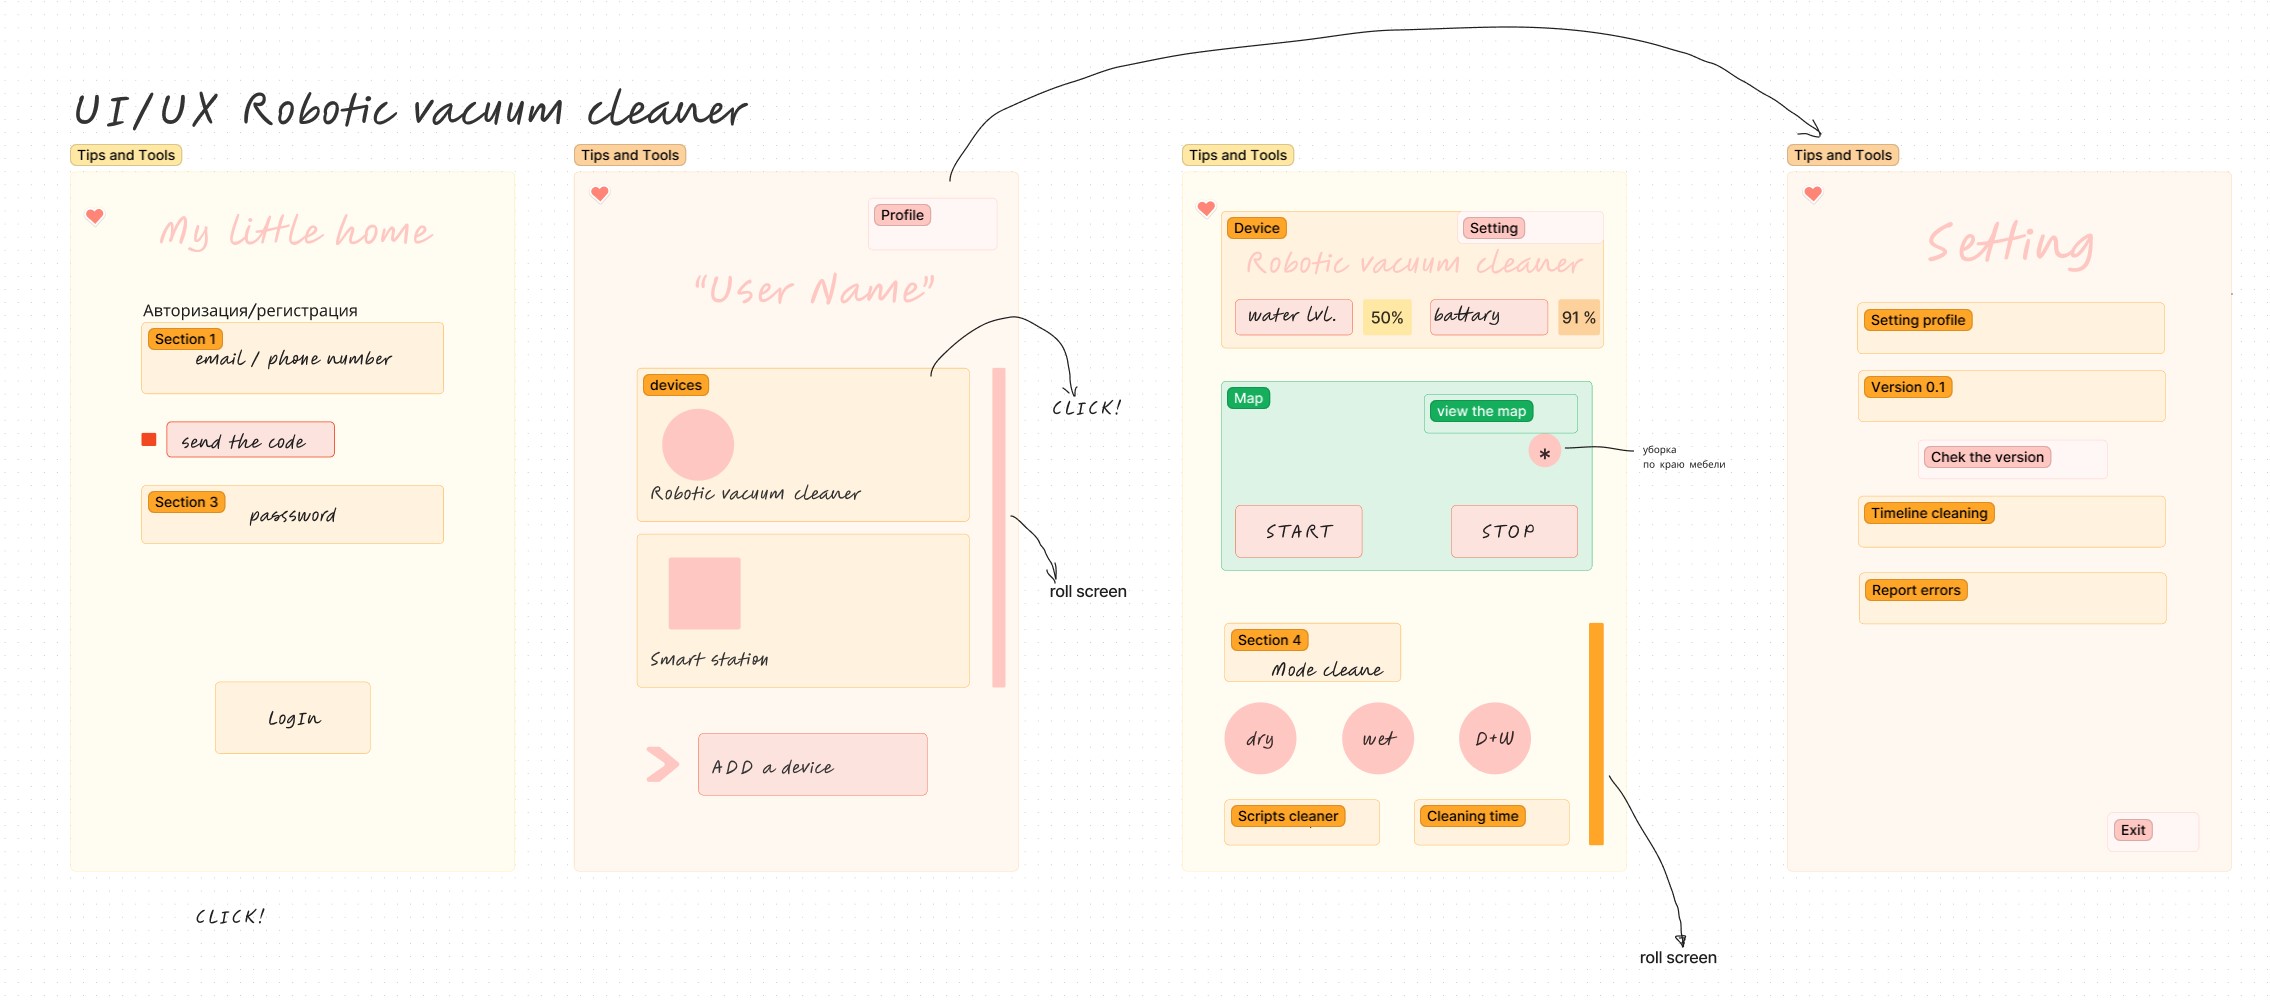 UI/UX Robotic vacuum cleaner
Tips and Tools
My little home
Авторизация/регистрация
Section 1
email / phone number
send the code
Section 3
passsword
LogIn
CLICK!
Tips and Tools
Profile
“User Name”
devices
Robotic vacuum cleaner
Smart station
ADD a device
CLICK!
roll screen
Tips and Tools
Device
Setting
Robotic vacuum cleaner
water lvl.
50%
battary
91 %
Map
view the map
*
уборка
по краю мебели
START
STOP
Section 4
Mode cleane
dry
wet
D+W
Scripts cleaner
Cleaning time
roll screen
Tips and Tools
Setting
Setting profile
Version 0.1
Chek the version
Timeline cleaning
Report errors
Exit